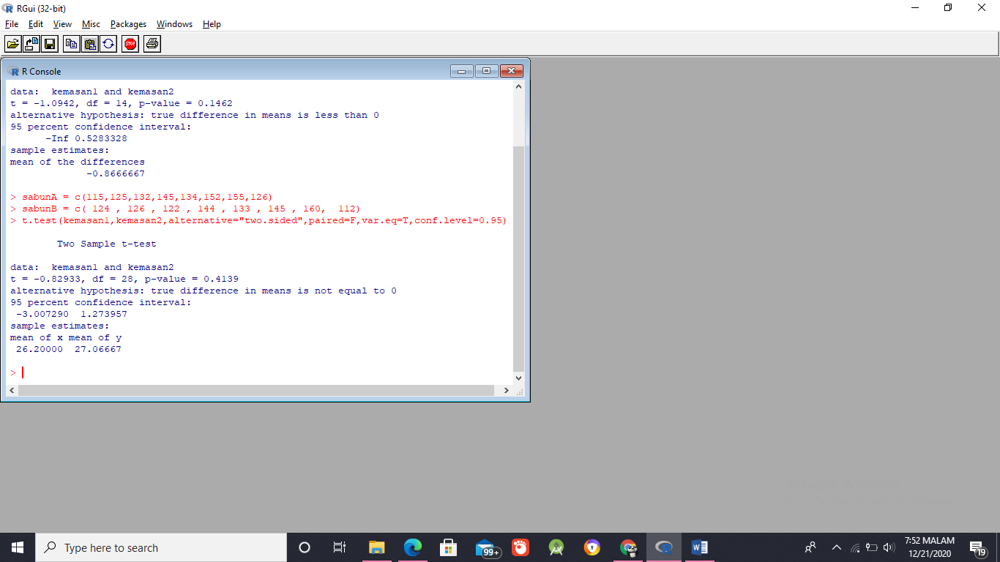 RGui (32-bit)
File Edit View Misc Packages Windows Help
STOP
R Console
data:  kemasan1 and kemasan2
t = -1.0942, df = 14, p-value = 0.1462
alternative hypothesis: true difference in means is less than 0
95 percent confidence interval:
      -Inf 0.5283328
sample estimates:
mean of the differences
             -0.8666667
> sabunA = c(115,125,132,145,134,152,155,126)
> sabunB = c( 124 , 126 , 122 , 144 , 133 , 145 , 160,  112)
> t.test(kemasan1,kemasan2,alternative="two.sided",paired=F,var.eq=T,conf.level=0.95)
        Two Sample t-test
data:  kemasan1 and kemasan2
t = -0.82933, df = 28, p-value = 0.4139
alternative hypothesis: true difference in means is not equal to 0
95 percent confidence interval:
 -3.007290  1.273957
sample estimates:
mean of x mean of y
 26.20000  27.06667
>
Type here to search
99+
7:52 MALAM
12/21/2020
19